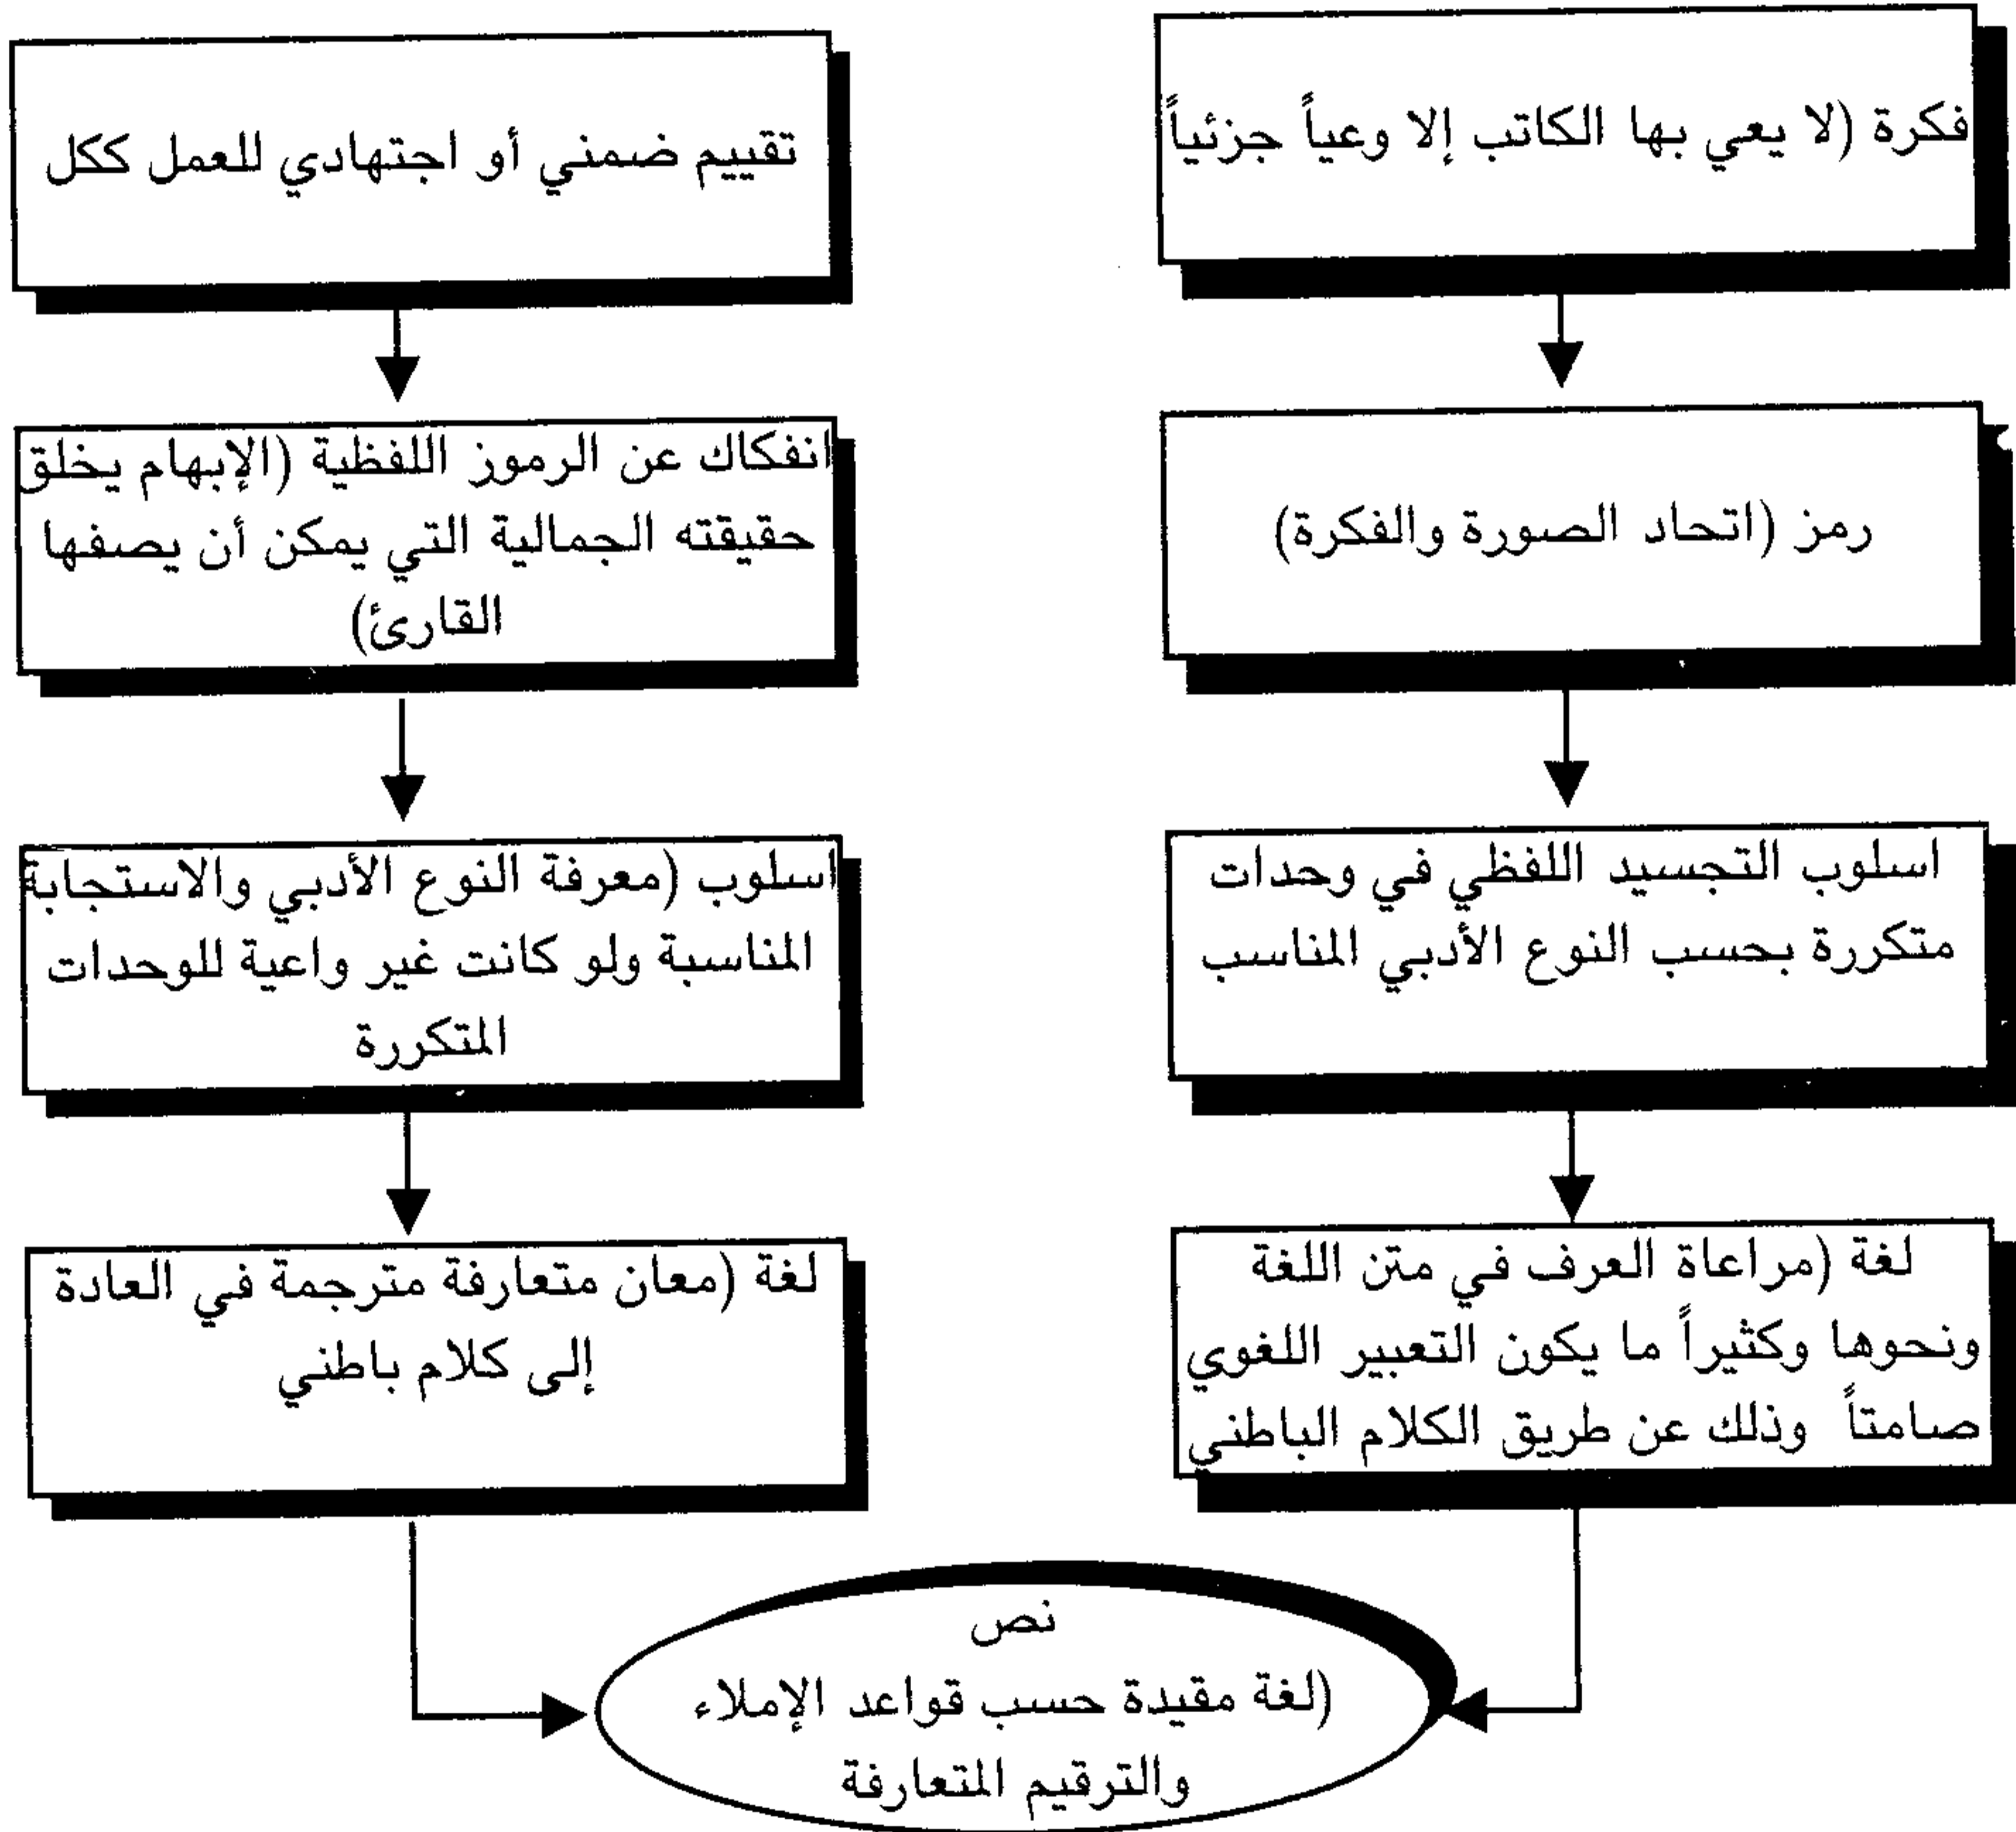 فكرة (لا يعي بها الكاتب إلا وعياً جزئياً
رمز (اتحاد الصورة والفكرة)
اسلوب التجسيد اللفظي في وحدات
متكررة بحسب النوع الأدبي المناسب
لغة (مراعاة العرف في متن اللغة
ونحوها وكثيراً ما يكون التعبير اللغوي
صامتاً وذلك عن طريق الكلام الباطني
تقييم ضمني أو اجتهادي للعمل ككل
انفكاك عن الرموز اللفظية (الإبهام يخلق
حقيقته الجمالية التي يمكن أن يصفها
القارئ)
اسلوب (معرفة النوع الأدبي والاستجابة
المناسبة ولو كانت غير واعية للوحدات
المتكررة
لغة (معان متعارفة مترجمة في العادة
إلى كلام باطني
نص
(لغة مقيدة حسب قواعد الإملاء
والترقيم المتعارفة